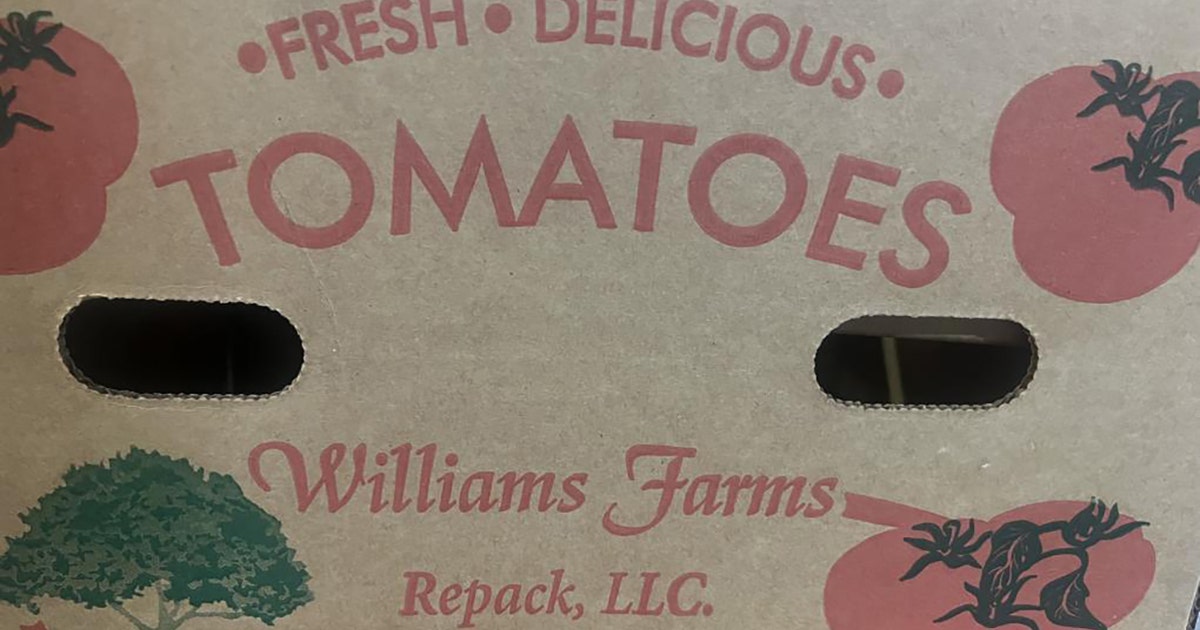 •FRESH • DELICIOUS•
TOMATOES
Williams Farms
Repack, LLC.